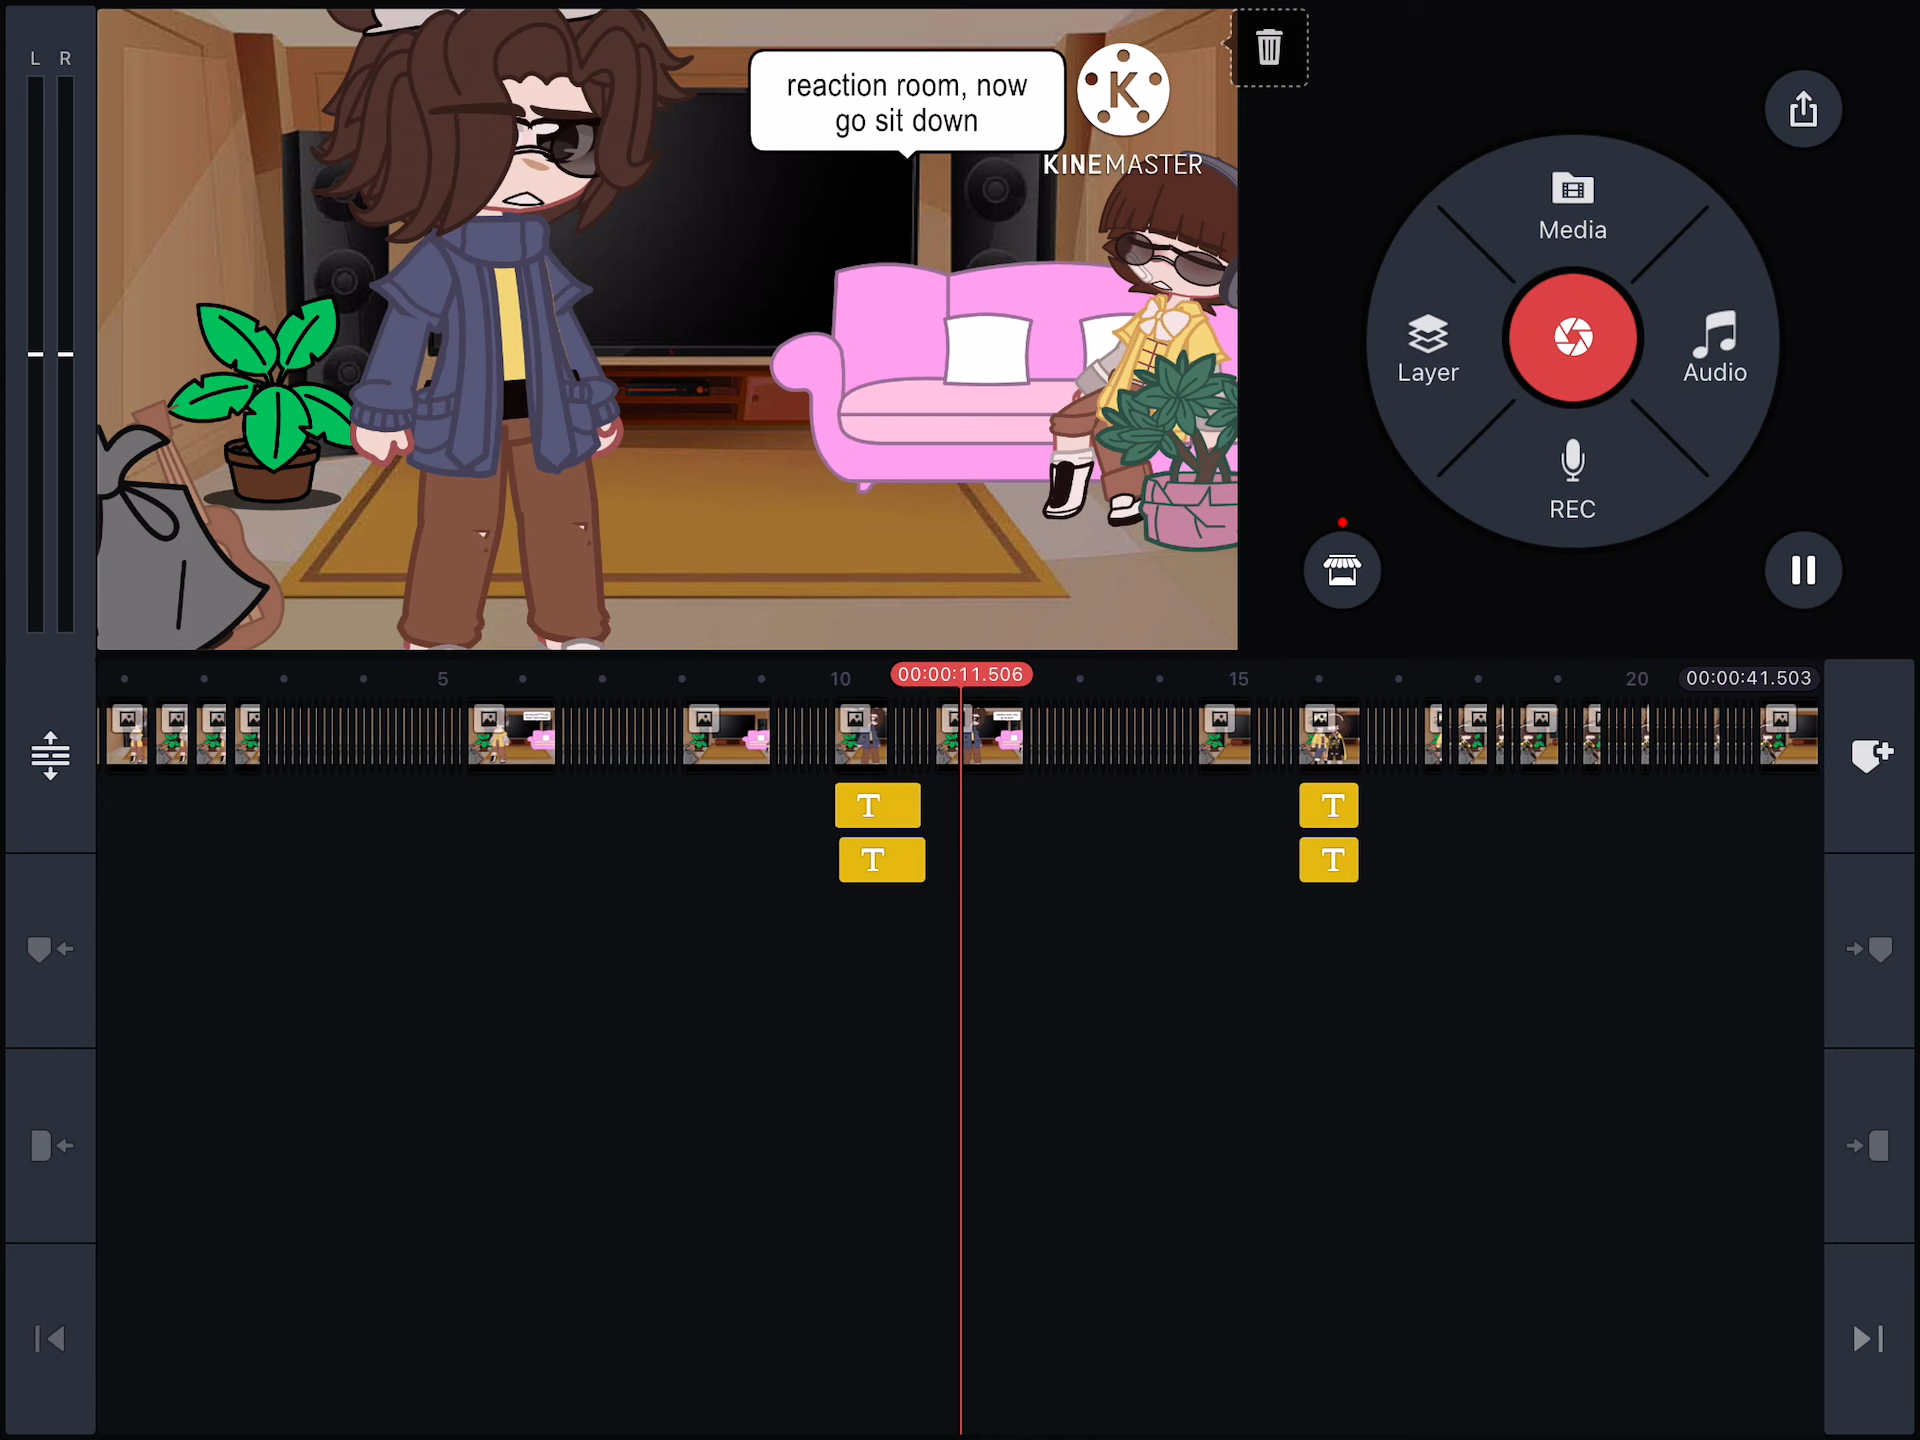 L R
reaction room, now
go sit down
K
KINEMASTER
Media
Layer
Audio
REC
5
10
00:00:11.506
15
20
00:00:41.503
T
T
T
T